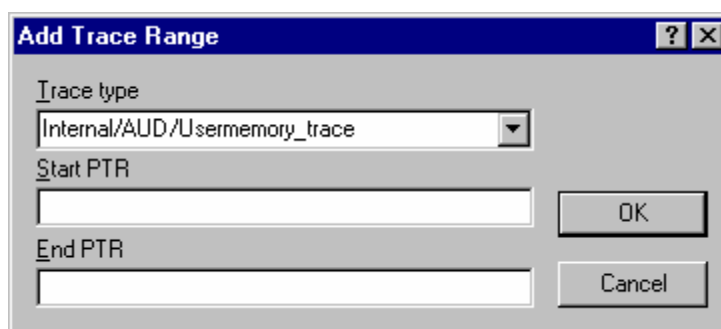 Add Trace Range
Trace type
Internal/AUD/Usermemory_trace
Start PTR
OK
End PTR
Cancel